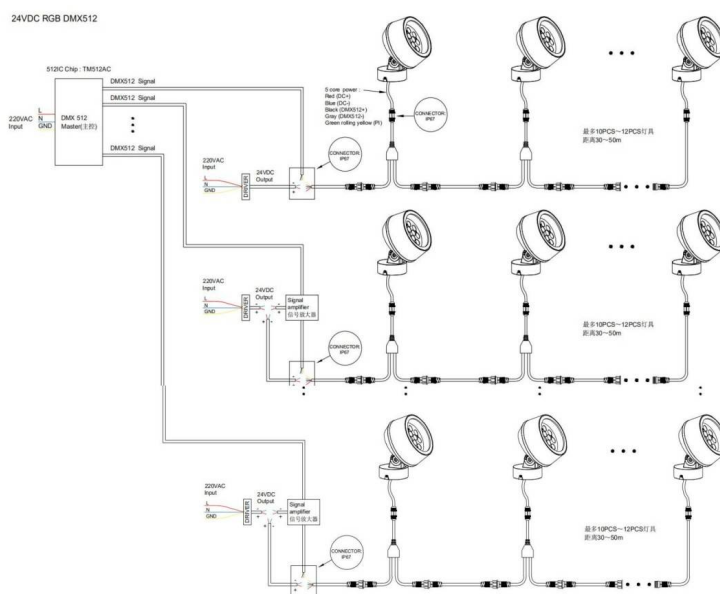 24VDC RGB DMX512
512IC Chip : TM512AC
DMX512 Signal
DMX512 Signal
DMX512 Signal
220VAC
Input
L
N
GND
DMX 512
Master(主控)
5 core power :
Red (DC+)
Blue (DC-)
Black (DMX512+)
Gray (DMX512-)
Green rolling yellow (PI)
CONNECTOR:
IP67
CONNECTOR:
IP67
最多10PCS~12PCS灯具
距离30~50m
220VAC
Input
L
N
GND
DRIVER
24VDC
Output
+
-
220VAC
Input
L
N
GND
DRIVER
24VDC
Output
Signal
amplifier
信号放大器
CONNECTOR:
IP67
最多10PCS~12PCS灯具
距离30~50m
220VAC
Input
L
N
GND
DRIVER
24VDC
Output
Signal
amplifier
信号放大器
CONNECTOR:
IP67
最多10PCS~12PCS灯具
距离30~50m